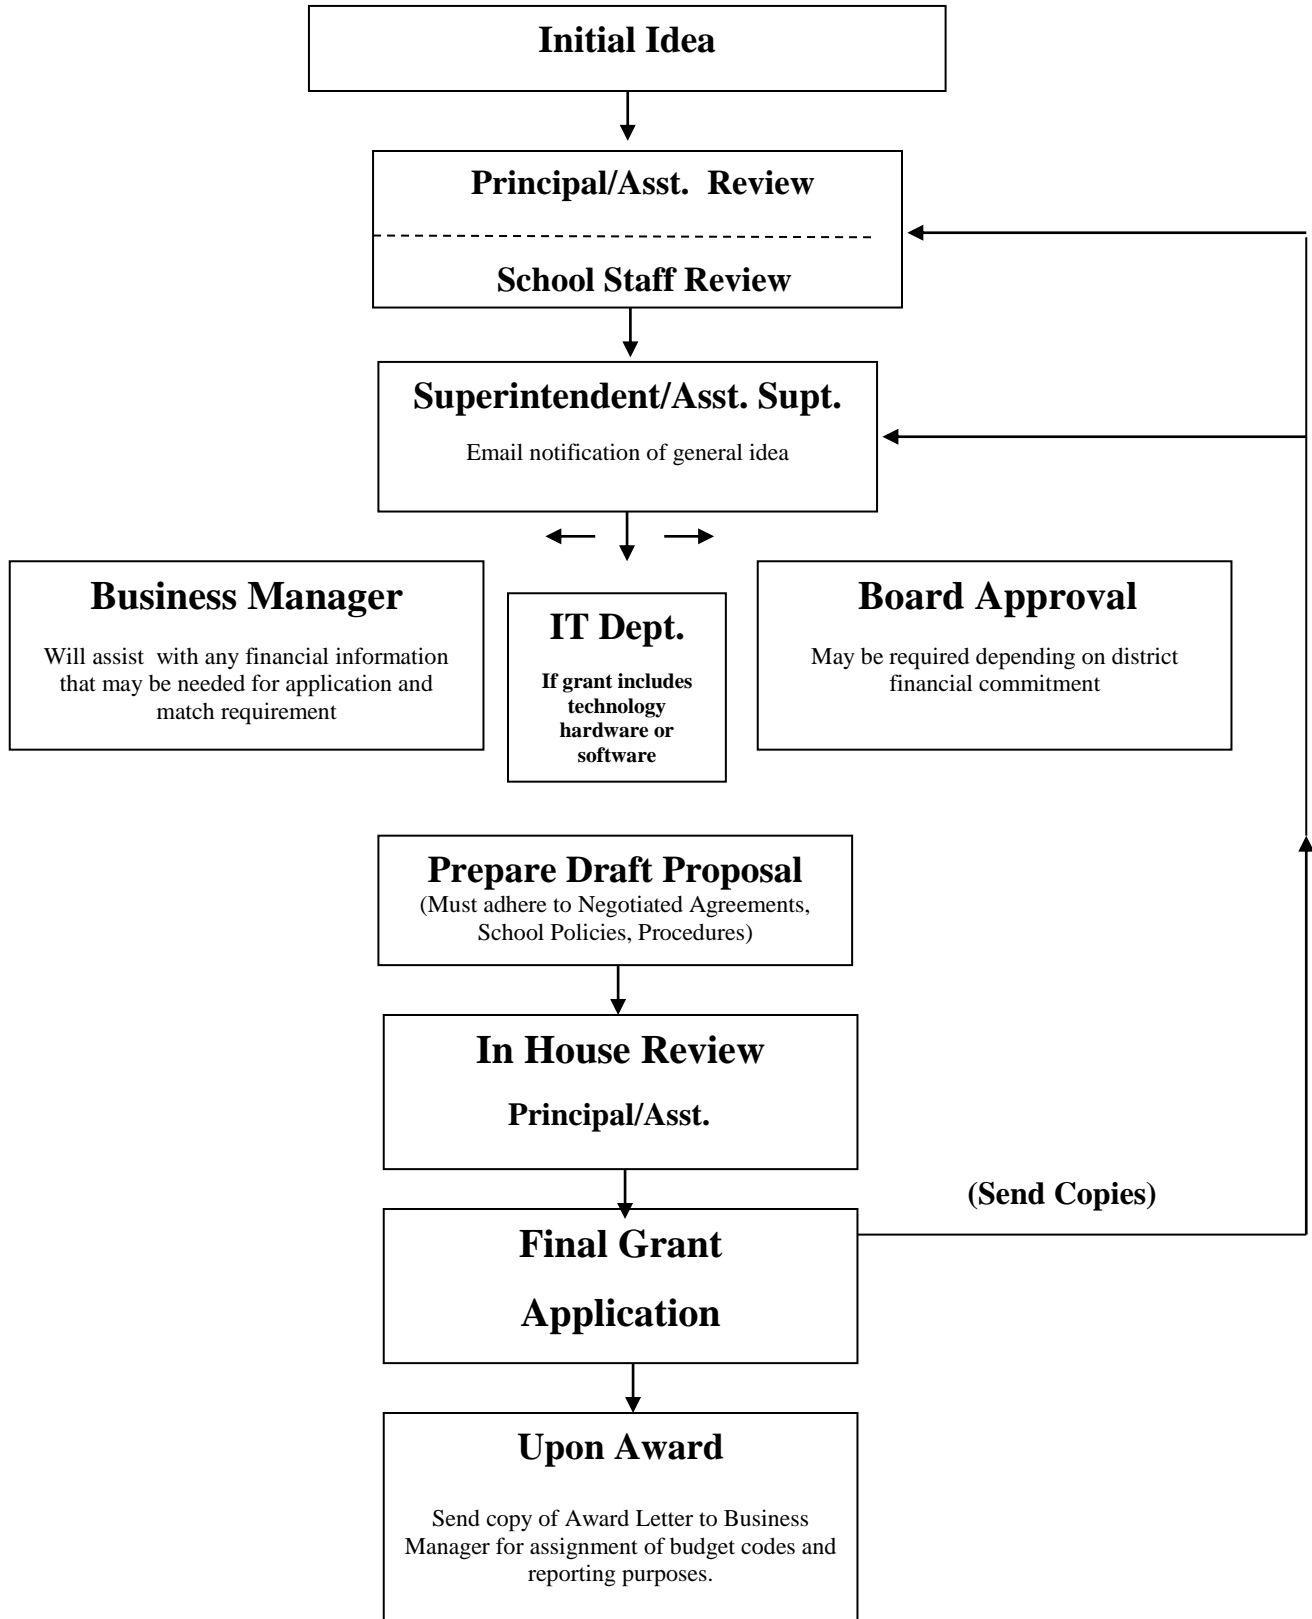 Initial Idea
Principal/Asst. Review
School Staff Review
Superintendent/Asst. Supt.
Email notification of general idea
Business Manager
Will assist with any financial information
that may be needed for application and
match requirement
IT Dept.
If grant includes
technology
hardware or
software
Board Approval
May be required depending on district
financial commitment
Prepare Draft Proposal
(Must adhere to Negotiated Agreements,
School Policies, Procedures)
In House Review
Principal/Asst.
(Send Copies)
Final Grant
Application
Upon Award
Send copy of Award Letter to Business
Manager for assignment of budget codes and
reporting purposes.